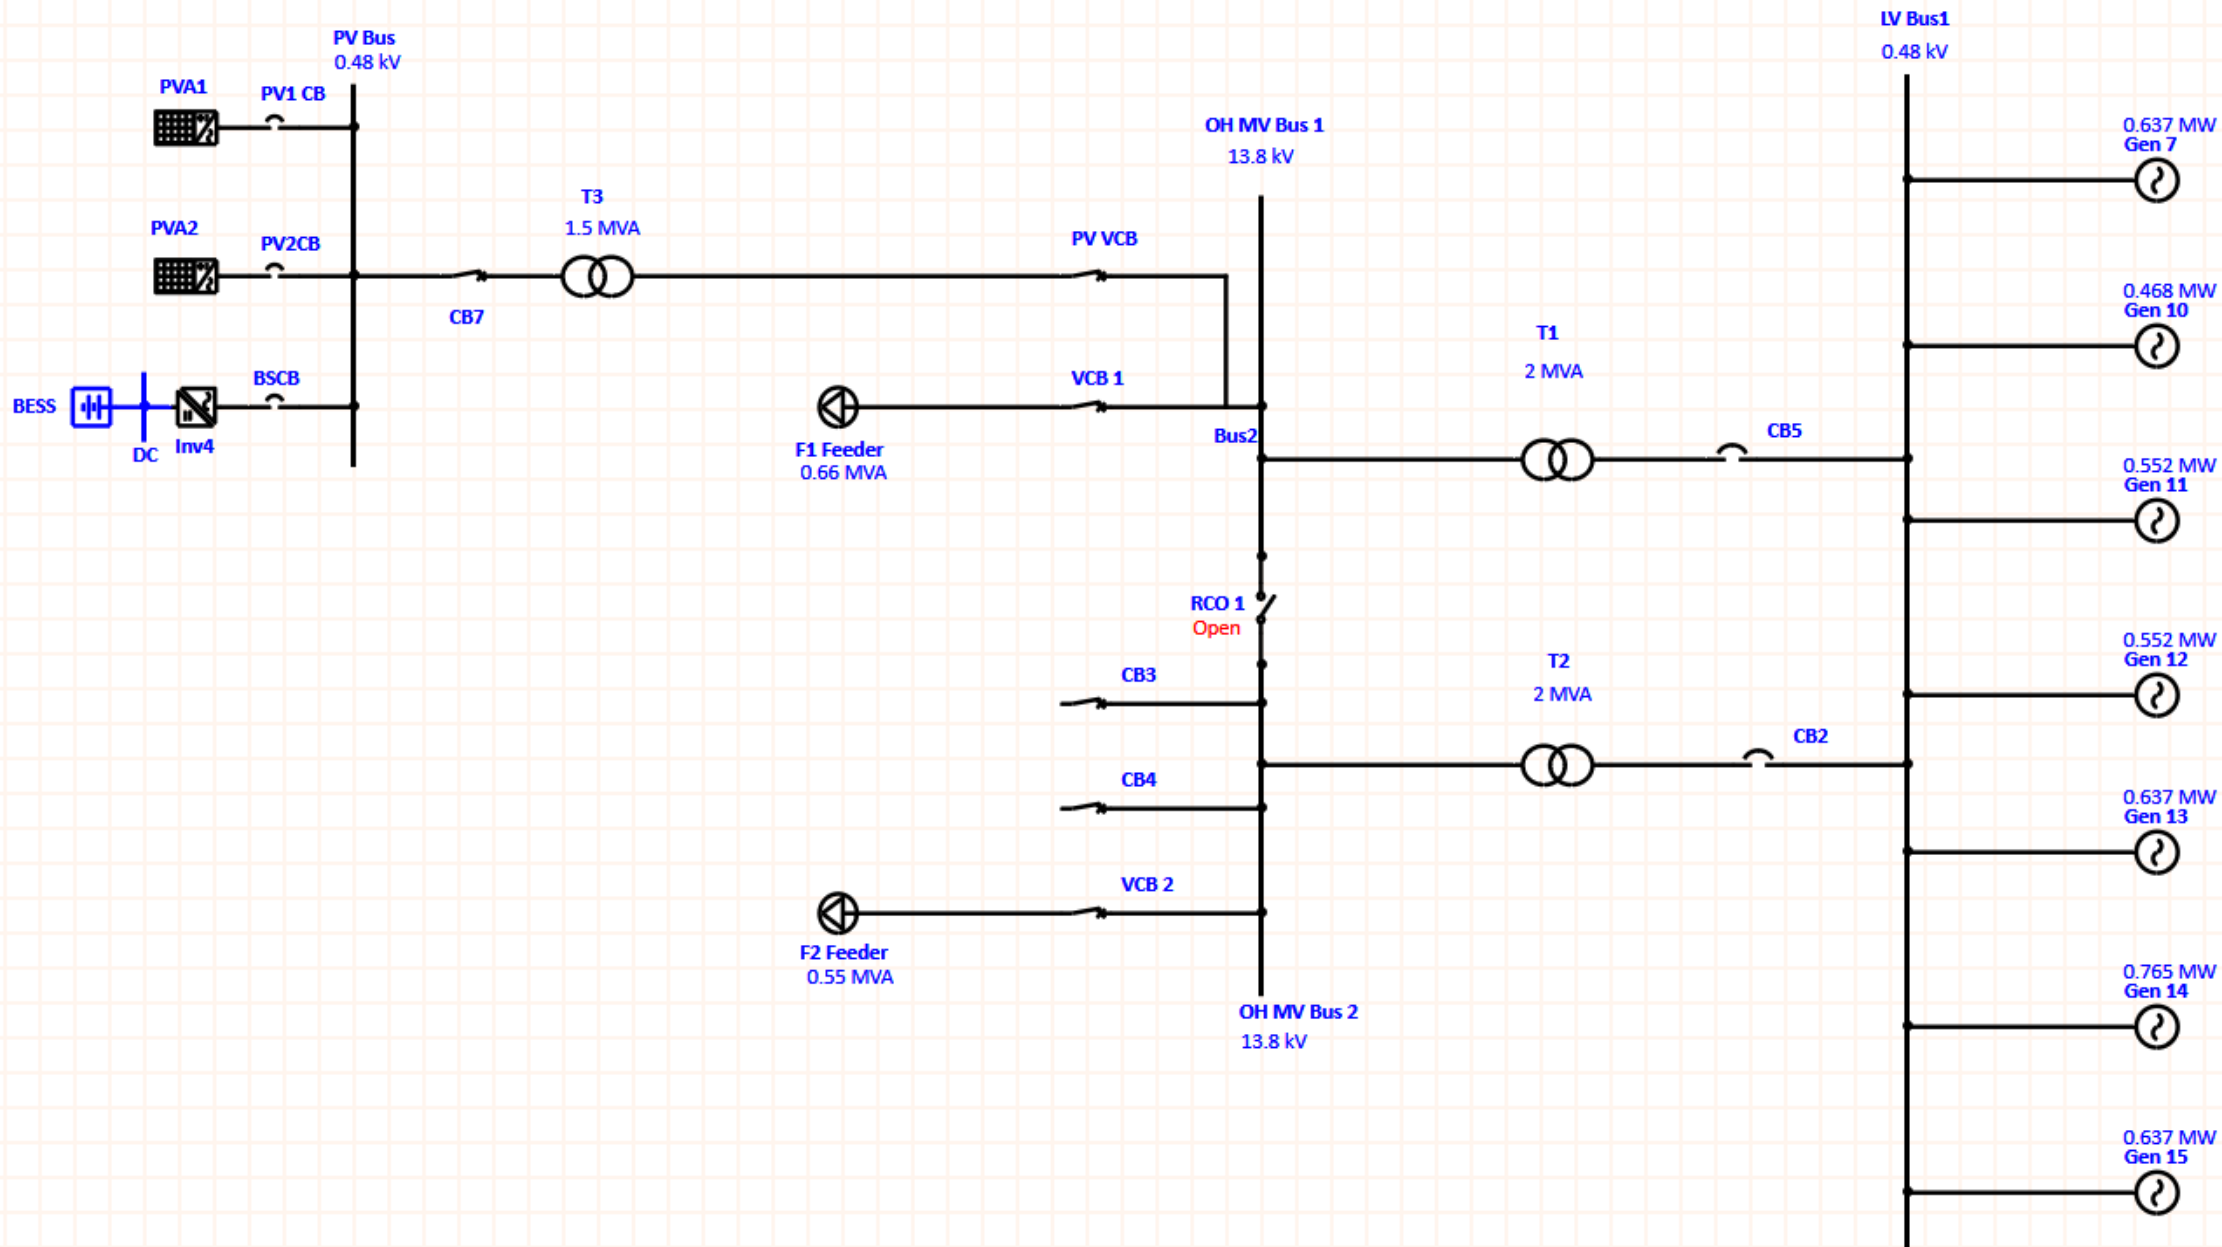 LV Bus1
0.48 kV
PV Bus
0.48 kV
PVA1
PV1 CB
OH MV Bus 1
13.8 kV
0.637 MW
Gen 7
T3
1.5 MVA
PVA2
PV2CB
PV VCB
CB7
0.468 MW
Gen 10
T1
2 MVA
BESS
DC
Inv4
BSCB
VCB 1
F1 Feeder
0.66 MVA
Bus2
CB5
0.552 MW
Gen 11
RCO 1
Open
CB3
T2
2 MVA
0.552 MW
Gen 12
CB2
CB4
0.637 MW
Gen 13
VCB 2
F2 Feeder
0.55 MVA
OH MV Bus 2
13.8 kV
0.765 MW
Gen 14
0.637 MW
Gen 15